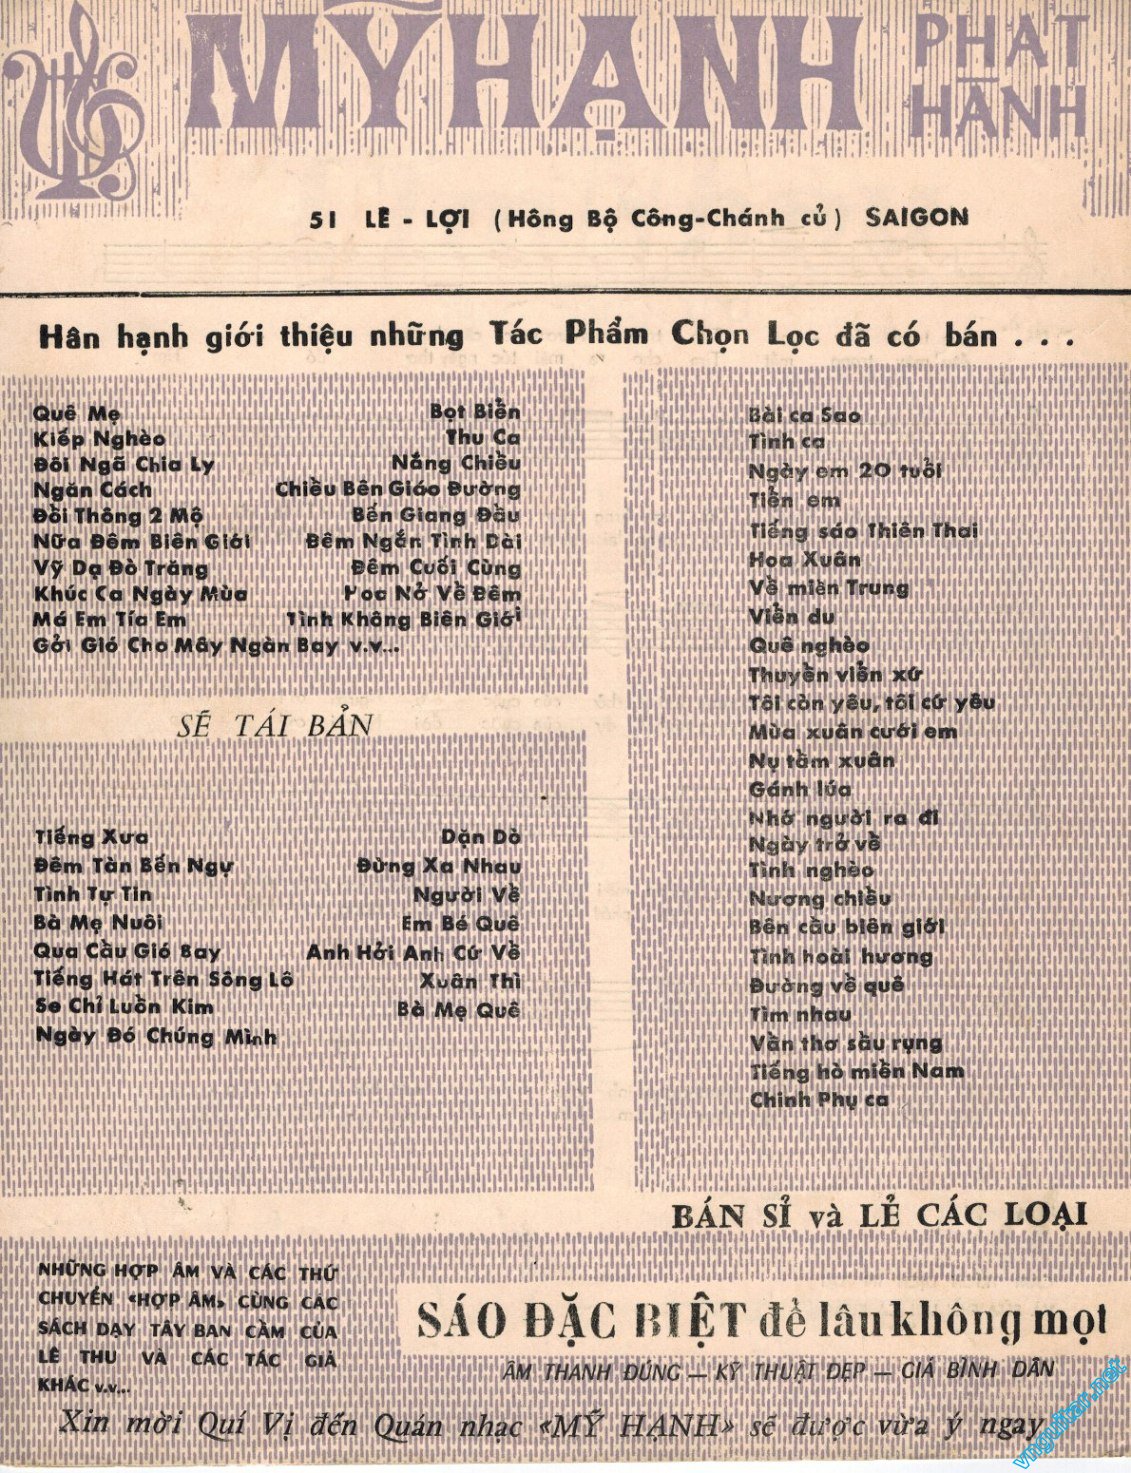 MỸ HẠNH
PHÁT
HÀNH
51 LÊ - LỢI (Hông Bộ Công-Chánh củ) SAIGON
Hân hạnh giới thiệu những Tác Phẩm Chọn Lọc đã có bán . . .
Quê Mẹ
Kiếp Nghèo
Đôi Ngã Chia Ly
Ngăn Cách
Đồi Thông 2 Mộ
Nữa Đêm Biên Giới
Vỹ Dạ Đò Trăng
Khúc Ca Ngày Mùa
Má Em Tía Em
Gởi Gió Cho Mây Ngàn Bay v.v...
Bọt Biển
Thu Ca
Nắng Chiều
Chiều Bên Giáo Đường
Bến Giang Đầu
Đêm Ngắn Tình Dài
Đêm Cuối Cùng
Hoa Nở Về Đêm
Tình Không Biên Giới
SẼ TÁI BẢN
Tiếng Xưa
Đêm Tàn Bến Ngự
Tình Tự Tin
Bà Mẹ Nuôi
Qua Cầu Gió Bay
Tiếng Hát Trên Sông Lô
Se Chỉ Luồn Kim
Ngày Đó Chúng Mình
Dặn Dò
Đừng Xa Nhau
Người Về
Em Bé Quê
Anh Hởi Anh Cứ Về
Xuân Thì
Bà Mẹ Quê
Bài ca Sao
Tình ca
Ngày em 20 tuổi
Tiễn em
Tiếng sáo Thiên Thai
Hoa Xuân
Về miền Trung
Viễn du
Quê nghèo
Thuyền viễn xứ
Tôi còn yêu, tôi cứ yêu
Mùa xuân cưới em
Nụ tầm xuân
Gánh lúa
Nhớ người ra đi
Ngày trở về
Tình nghèo
Nương chiều
Bên cầu biên giới
Tình hoài hương
Đường về quê
Tìm nhau
Vần thơ sầu rụng
Tiếng hò miền Nam
Chinh Phụ ca
BÁN SỈ và LẺ CÁC LOẠI
NHỮNG HỢP ÂM VÀ CÁC THỨ
CHUYỂN «HỢP ÂM» CÙNG CÁC
SÁCH DẠY TÂY BAN CẦM CỦA
LÊ THU VÀ CÁC TÁC GIẢ
KHÁC v.v...
SÁO ĐẶC BIỆT để lâu không mọt
ÂM THANH ĐÚNG — KỸ THUẬT ĐẸP — GIÁ BÌNH DÂN
Xin mời Quí Vị đến Quán nhạc «MỸ HẠNH» sẽ được vừa ý ngay
vnguitar.net